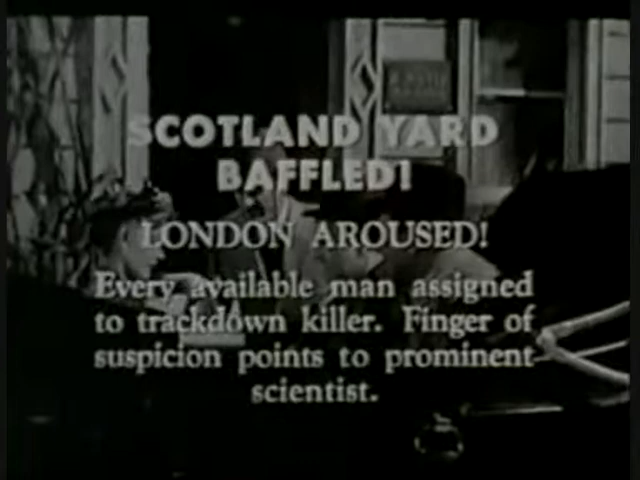 SCOTLAND YARD
BAFFLED!
LONDON AROUSED!
Every available man assigned
to trackdown killer. Finger of
suspicion points to prominent
scientist.